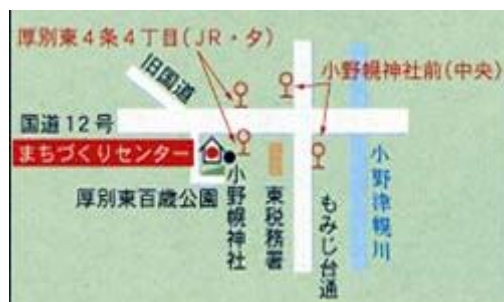 厚別東4条4丁目(JR・夕)
小野幌神社前(中央)
旧国道
国道12号
まちづくりセンター
厚別東百歳公園
小野幌神社
東税務署
もみじ台通
小野津幌川